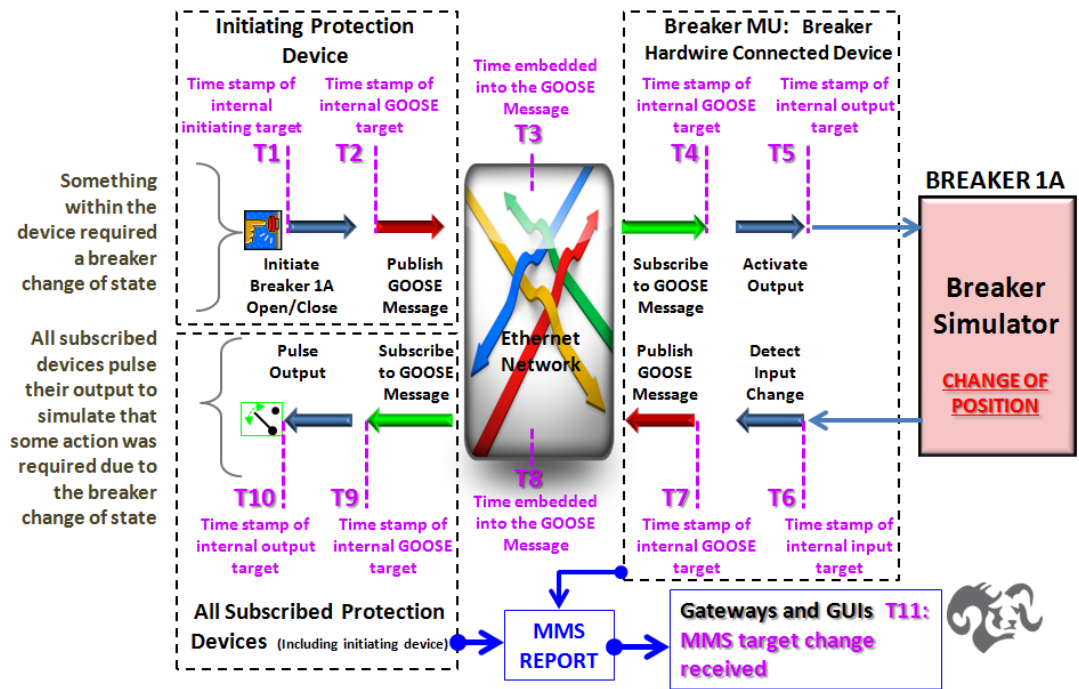 Initiating Protection
Device
Time stamp of
internal
initiating target
T1
Time stamp of
internal GOOSE
target
T2
Initiate
Breaker 1A
Open/Close
Publish
GOOSE
Message
Something
within the
device required
a breaker
change of state
Time embedded
into the GOOSE
Message
T3
Ethernet
Network
Breaker MU: Breaker
Hardwire Connected Device
Time stamp of
internal GOOSE
target
T4
Time stamp of
internal output
target
T5
Subscribe
to GOOSE
Message
Activate
Output
BREAKER 1A
Breaker
Simulator
CHANGE OF
POSITION
Publish
GOOSE
Message
Detect
Input
Change
T7
Time stamp of
internal GOOSE
target
T6
Time stamp of
internal input
target
T8
Time embedded
into the GOOSE
Message
All subscribed
devices pulse
their output to
simulate that
some action was
required due to
the breaker
change of state
Pulse
Output
Subscribe
to GOOSE
Message
T10
Time stamp of
internal output
target
T9
Time stamp of
internal GOOSE
target
All Subscribed Protection
Devices (Including initiating device)
MMS
REPORT
Gateways and GUIs T11:
MMS target change
received